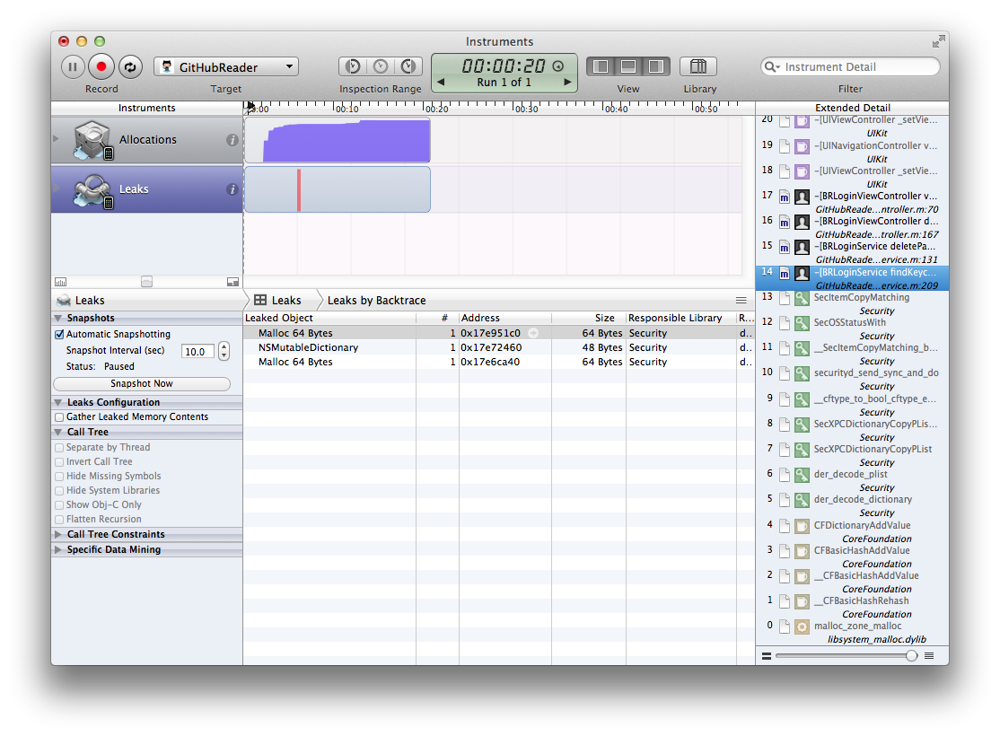 Instruments
GitHubReader
00:00:20
Run 1 of 1
Instrument Detail
Record
Target
Inspection Range
View
Library
Filter
Instruments
00:00 00:10 00:20 00:30 00:40 00:50
Extended Detail
Allocations
Leaks
Leaks
Snapshots
Automatic Snapshotting
Snapshot Interval (sec) 10.0
Status: Paused
Snapshot Now
Leaks Configuration
Gather Leaked Memory Contents
Call Tree
Separate by Thread
Invert Call Tree
Hide Missing Symbols
Hide System Libraries
Show Obj-C Only
Flatten Recursion
Call Tree Constraints
Specific Data Mining
Leaks Leaks by Backtrace
Leaked Object # Address Size Responsible Library R...
Malloc 64 Bytes 1 0x17e951c0 64 Bytes Security d..
NSMutableDictionary 1 0x17e72460 48 Bytes Security d..
Malloc 64 Bytes 1 0x17e6ca40 64 Bytes Security d..
20 -[UIViewController _setVie...
UIKit
19 -[UINavigationController v...
UIKit
18 -[UIViewController _setVie...
UIKit
17 m -[BRLoginViewController v...
GitHubReade...ntroller.m:70
16 m -[BRLoginViewController d...
GitHubReade...troller.m:167
15 m -[BRLoginService deletePa...
GitHubReade...ervice.m:131
14 m -[BRLoginService findKeyc...
GitHubReade...ervice.m:209
13 SecItemCopyMatching
Security
12 SecOSStatusWith
Security
11 __SecItemCopyMatching_b...
Security
10 securityd_send_sync_and_do
Security
9 __cftype_to_bool_cftype_e...
Security
8 SecXPCDictionaryCopyPLis...
Security
7 SecXPCDictionaryCopyPList
Security
6 der_decode_plist
Security
5 der_decode_dictionary
Security
4 CFDictionaryAddValue
CoreFoundation
3 CFBasicHashAddValue
CoreFoundation
2 __CFBasicHashAddValue
CoreFoundation
1 __CFBasicHashRehash
CoreFoundation
0 malloc_zone_malloc
libsystem_malloc.dylib